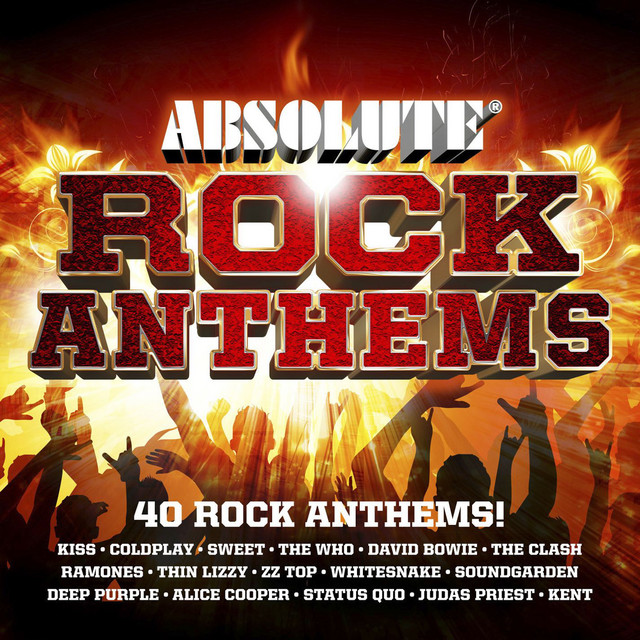 ABSOLUTE®
ROCK
ANTHEMS
40 ROCK ANTHEMS!
KISS • COLDPLAY • SWEET • THE WHO • DAVID BOWIE • THE CLASH
RAMONES • THIN LIZZY • ZZ TOP • WHITESNAKE • SOUNDGARDEN
DEEP PURPLE • ALICE COOPER • STATUS QUO • JUDAS PRIEST • KENT